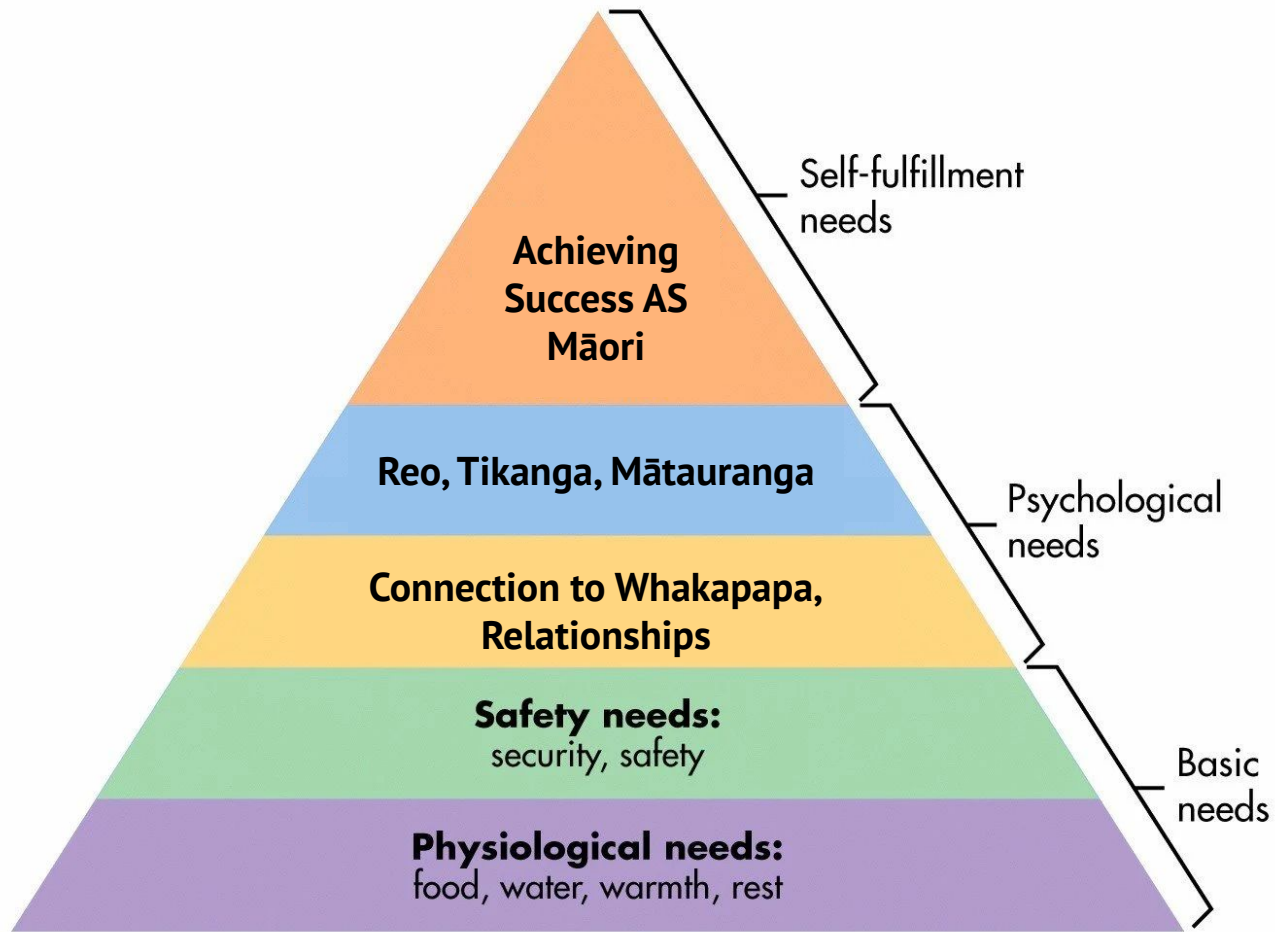 Self-fulfillment
needs
Achieving
Success AS
Māori
Reo, Tikanga, Mātauranga
Psychological
needs
Connection to Whakapapa,
Relationships
Safety needs:
security, safety
Basic
needs
Physiological needs:
food, water, warmth, rest